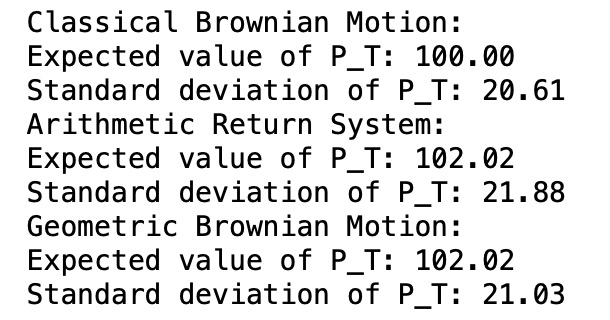 Classical Brownian Motion:
Expected value of P_T: 100.00
Standard deviation of P_T: 20.61
Arithmetic Return System:
Expected value of P_T: 102.02
Standard deviation of P_T: 21.88
Geometric Brownian Motion:
Expected value of P_T: 102.02
Standard deviation of P_T: 21.03